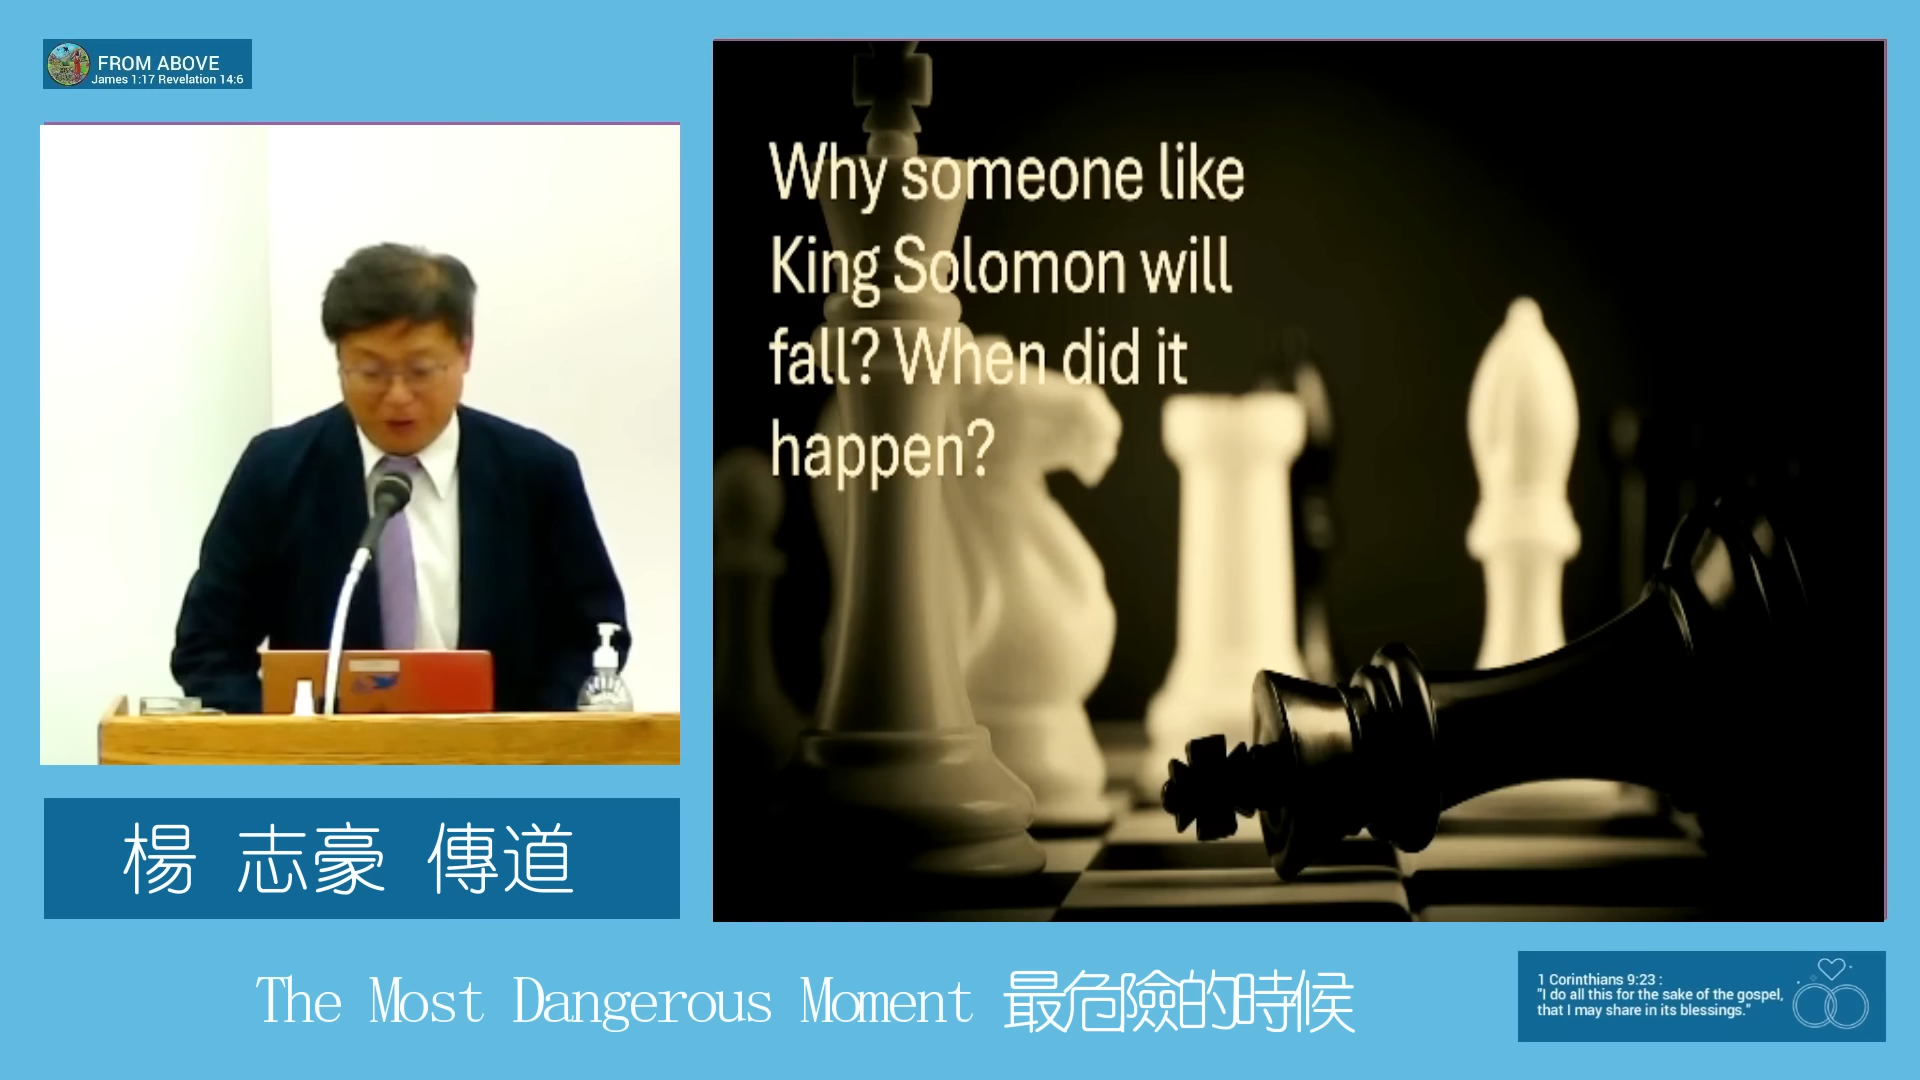 FROM ABOVE
James 1:17 Revelation 14:6
Why someone like
King Solomon will
fall? When did it
happen?
楊 志豪 傳道
The Most Dangerous Moment 最危險的時候
1 Corinthians 9:23 :
"I do all this for the sake of the gospel,
that I may share in its blessings."